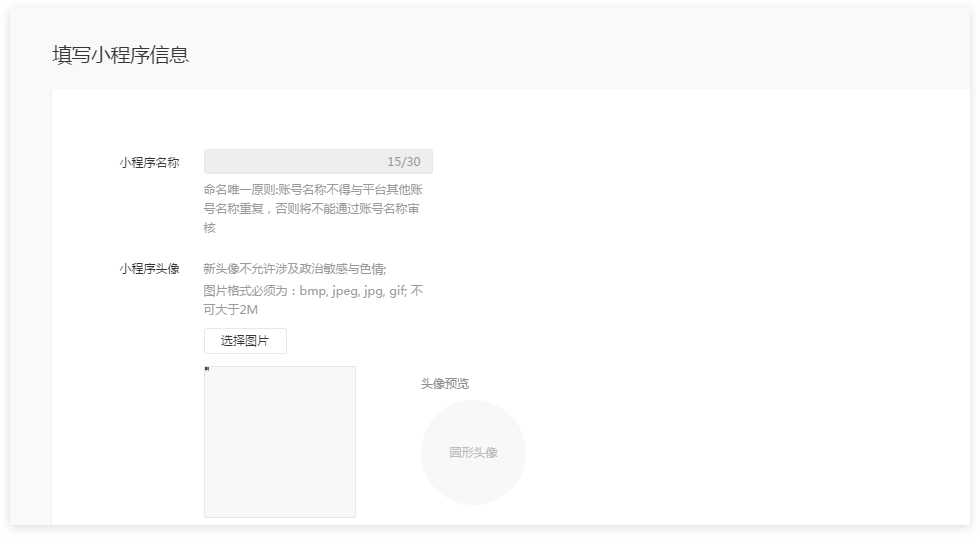 填写小程序信息
小程序名称
15/30
命名唯一原则:账号名称不得与平台其他账
号名称重复，否则将不能通过账号名称审
核
小程序头像
新头像不允许涉及政治敏感与色情;
图片格式必须为：bmp, jpeg, jpg, gif; 不
可大于2M
选择图片
头像预览
圆形头像